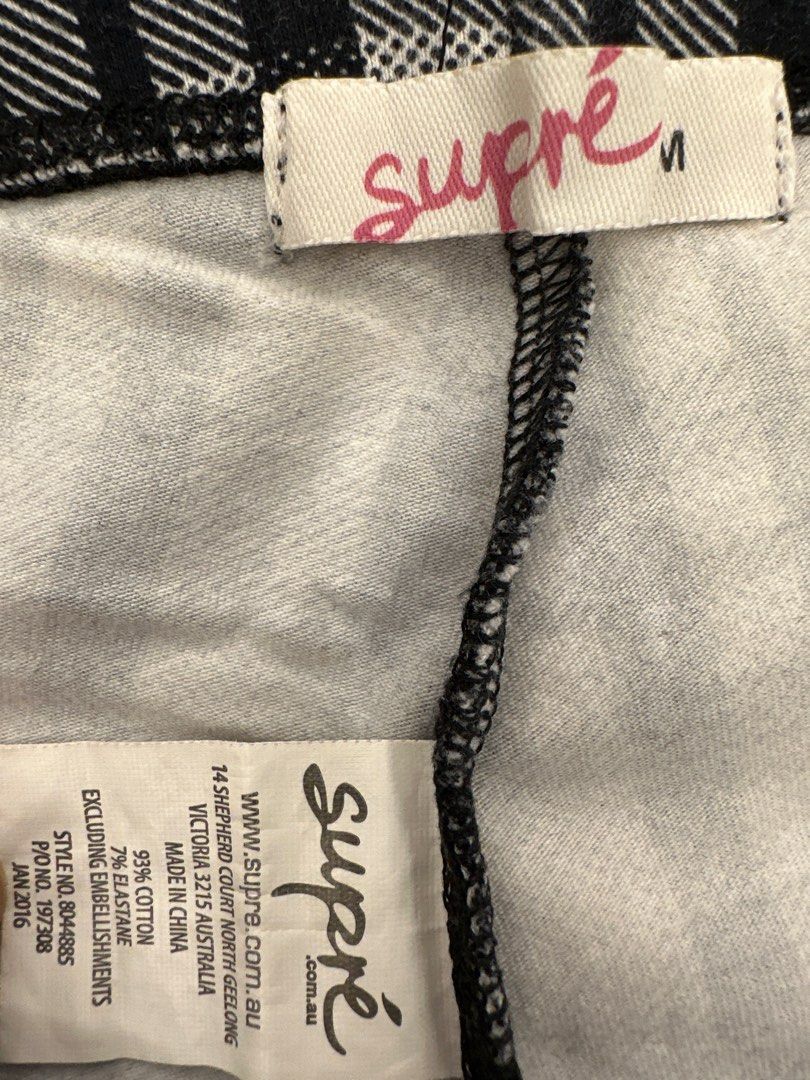 supré
supré
.com.au
www.supre.com.au
14 SHEPHERD COURT NORTH GEELONG
VICTORIA 3215 AUSTRALIA
MADE IN CHINA
93% COTTON
7% ELASTANE
EXCLUDING EMBELLISHMENTS
STYLE NO. 8044885
P/O NO. 197308
JAN 2016